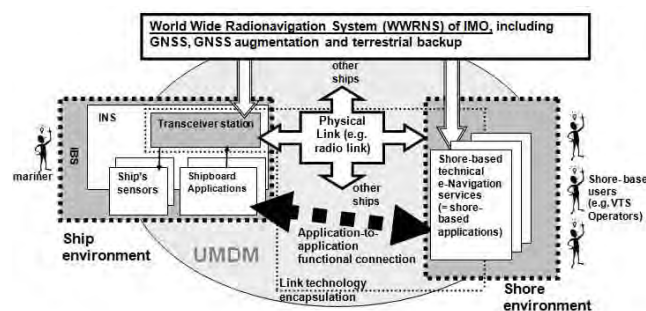 World Wide Radionavigation System (WWRNS) of IMO, including
GNSS, GNSS augmentation and terrestrial backup
other
ships
INS
IBS
Transceiver station
Physical
Link (e.g.
radio link)
mariner
Ship's
sensors
Shipboard
Applications
other
ships
Shore-based
technical
e-Navigation
services
(= shore-
based
applications)
Shore-based
users
(e.g. VTS
Operators)
Ship
environment
UMDM
Application-to-
application
functional connection
Link technology
encapsulation
Shore
environment